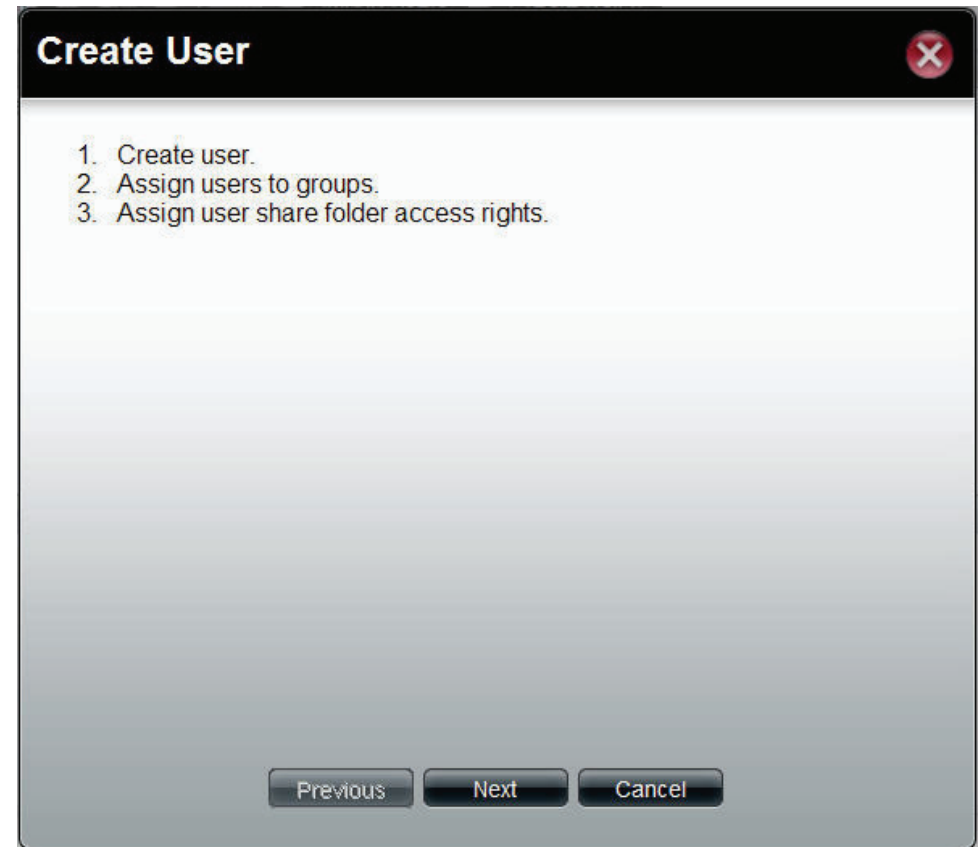 Create User
1. Create user.
2. Assign users to groups.
3. Assign user share folder access rights.
Previous Next Cancel